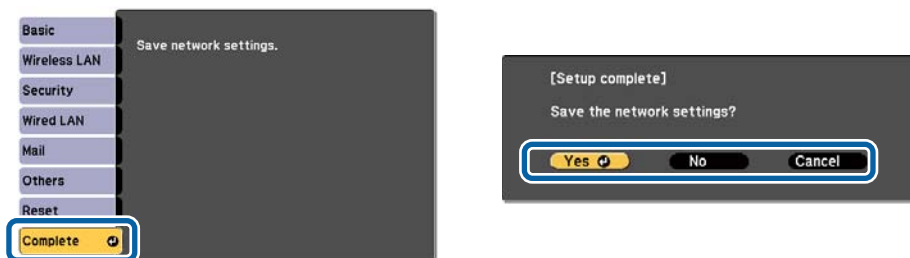 Basic
Wireless LAN
Security
Wired LAN
Mail
Others
Reset
Complete
Save network settings.
[Setup complete]
Save the network settings?
Yes No Cancel